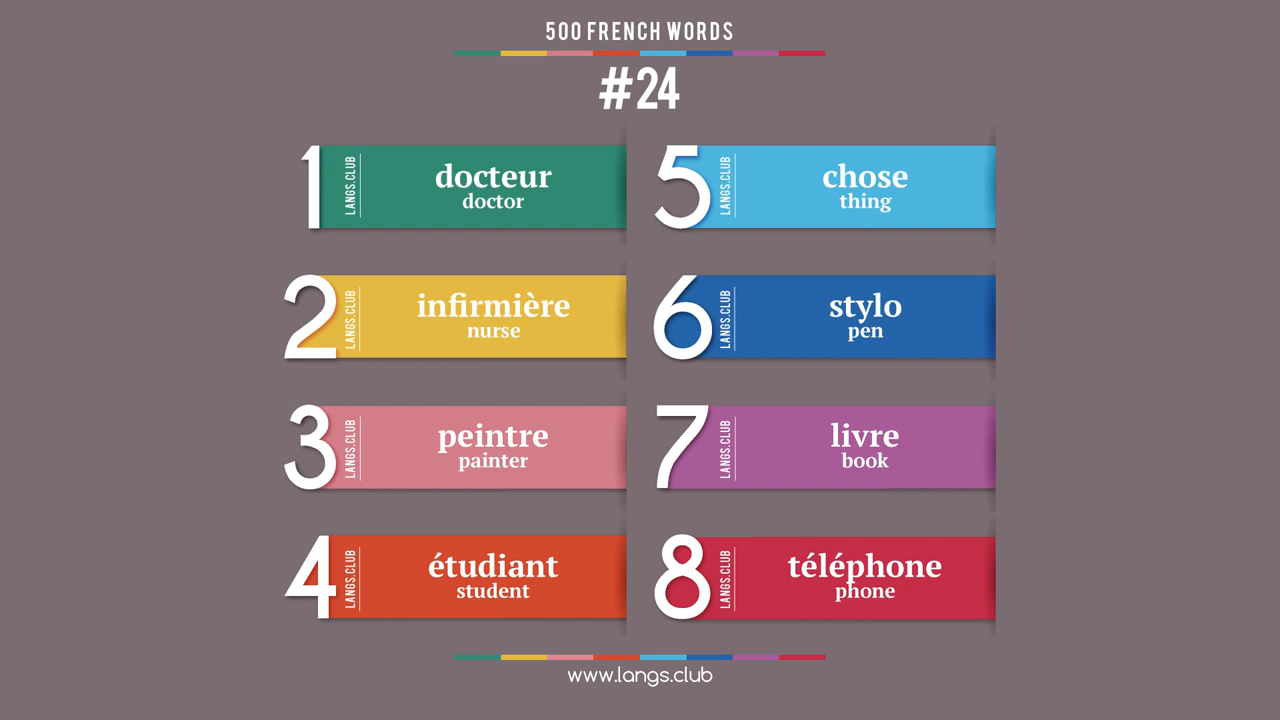 500 FRENCH WORDS
#24
1
LANGS.CLUB
docteur
doctor
2
LANGS.CLUB
infirmière
nurse
3
LANGS.CLUB
peintre
painter
4
LANGS.CLUB
étudiant
student
5
LANGS.CLUB
chose
thing
6
LANGS.CLUB
stylo
pen
7
LANGS.CLUB
livre
book
8
LANGS.CLUB
téléphone
phone
www.langs.club